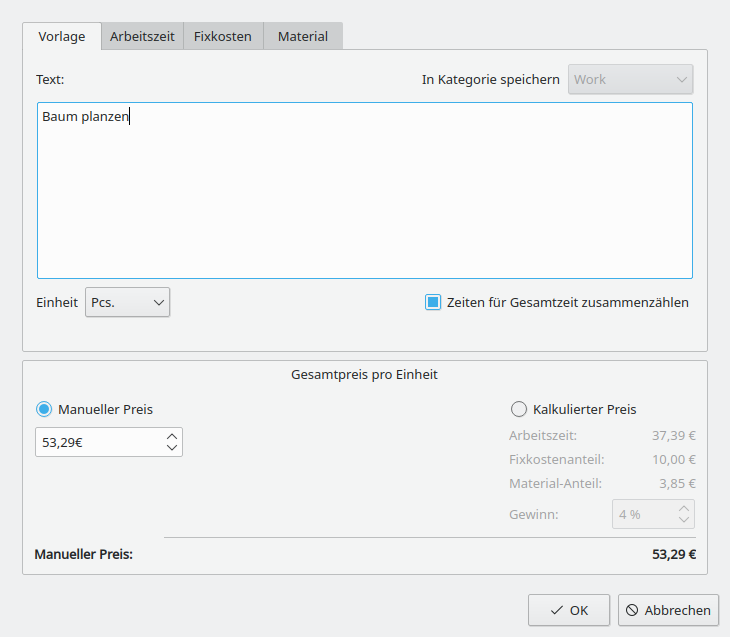 Vorlage Arbeitszeit Fixkosten Material
Text: In Kategorie speichern Work
Baum planzen
Einheit Pcs. Zeiten für Gesamtzeit zusammenzählen
Gesamtpreis pro Einheit
Manueller Preis Kalkulierter Preis
Arbeitszeit: 37,39 €
53,29€
Fixkostenanteil: 10,00 €
Material-Anteil: 3,85 €
Gewinn: 4 %
Manueller Preis: 53,29 €
OK Abbrechen